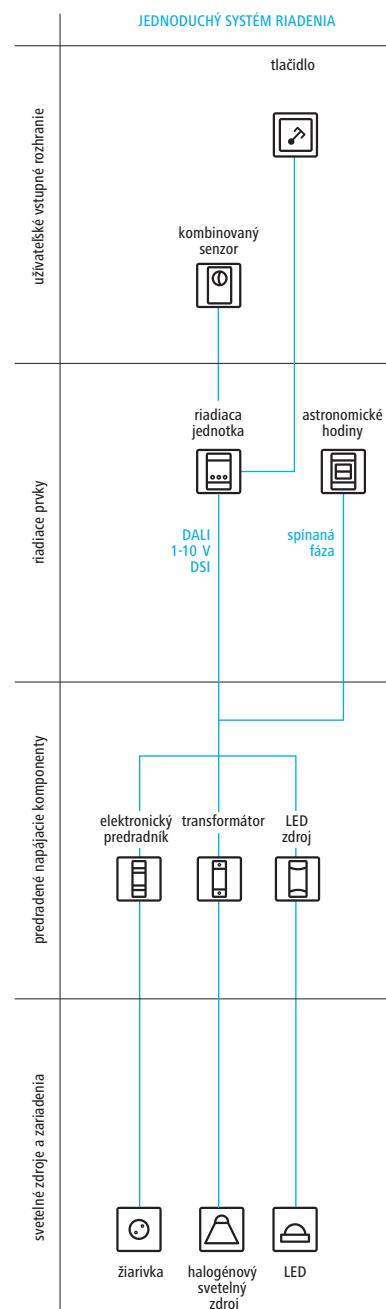 JEDNODUCHÝ SYSTÉM RIADENIA
užívateľské vstupné rozhranie
tlačidlo
kombinovaný
senzor
riadiace prvky
riadiaca
jednotka
astronomické
hodiny
DALI
1-10 V
DSI
spínaná
fáza
predradené napájacie komponenty
elektronický
predradník
transformátor
LED
zdroj
svetelné zdroje a zariadenia
žiarivka
halogénový
svetelný
zdroj
LED